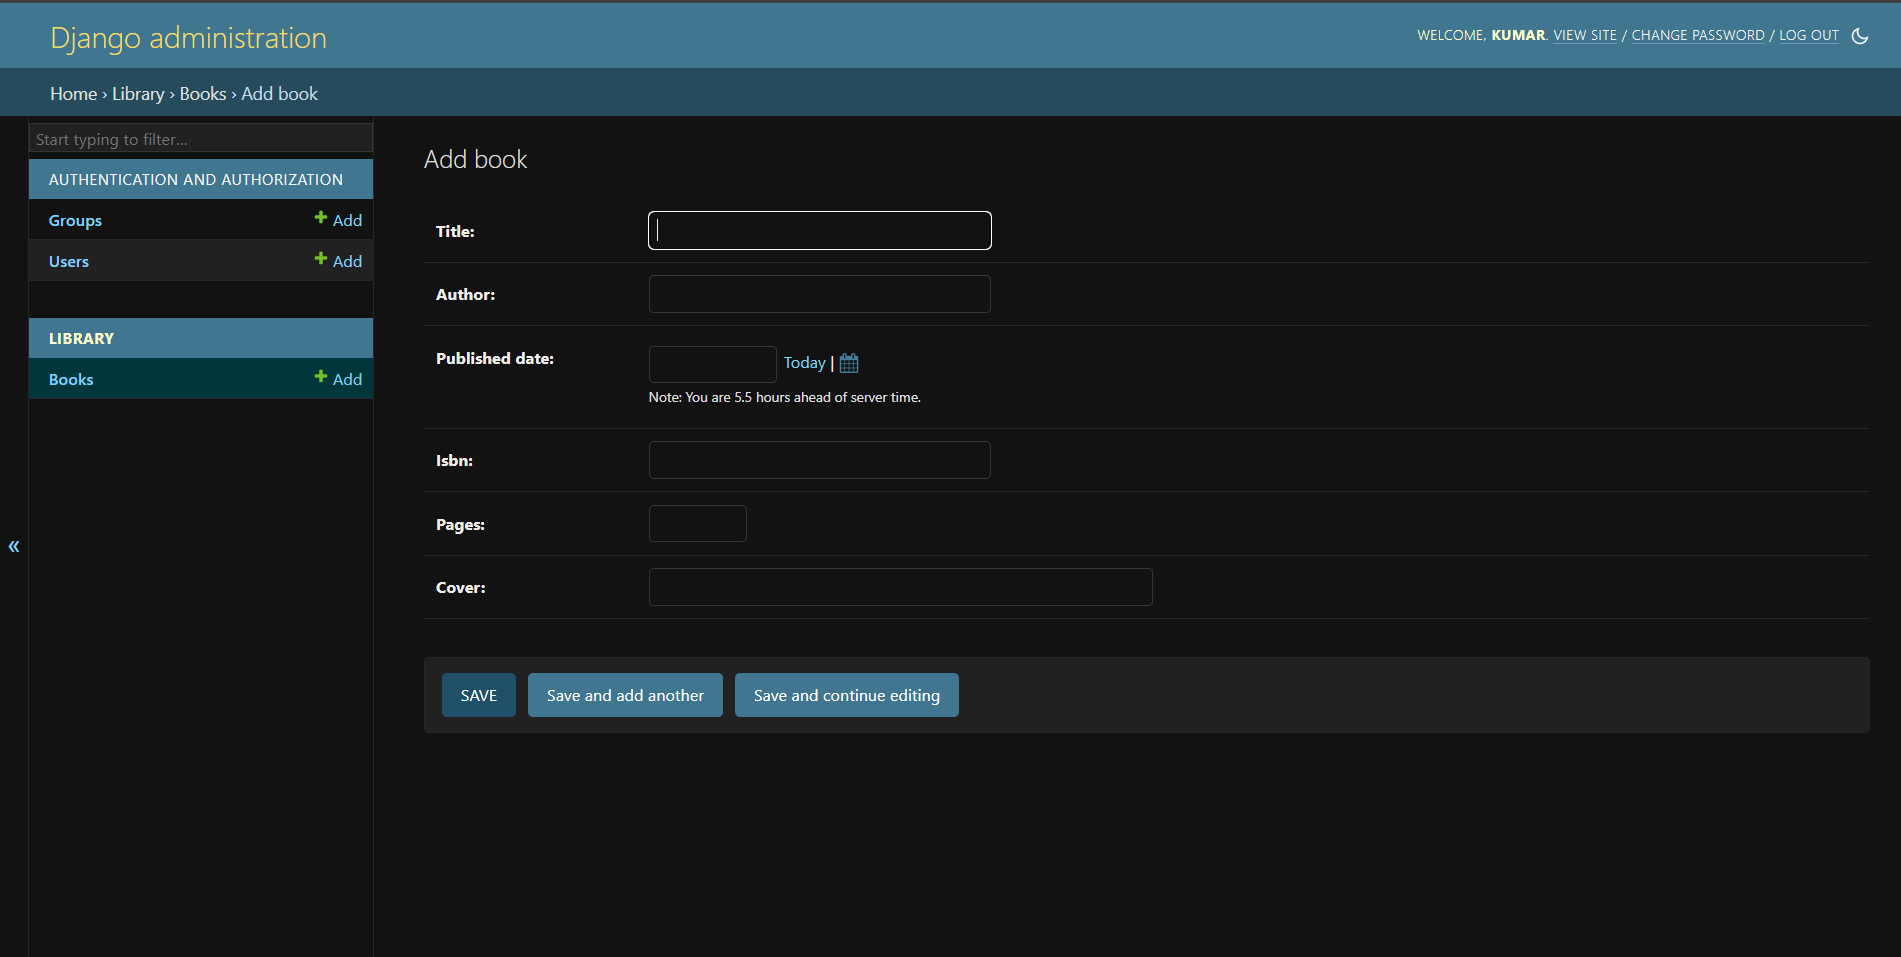 Django administration
WELCOME, KUMAR. VIEW SITE / CHANGE PASSWORD / LOG OUT
Home › Library › Books › Add book
Start typing to filter...
AUTHENTICATION AND AUTHORIZATION
Groups Add
Users Add
LIBRARY
Books Add
«
Add book
Title:
Author:
Published date: Today |
Note: You are 5.5 hours ahead of server time.
Isbn:
Pages:
Cover:
SAVE Save and add another Save and continue editing